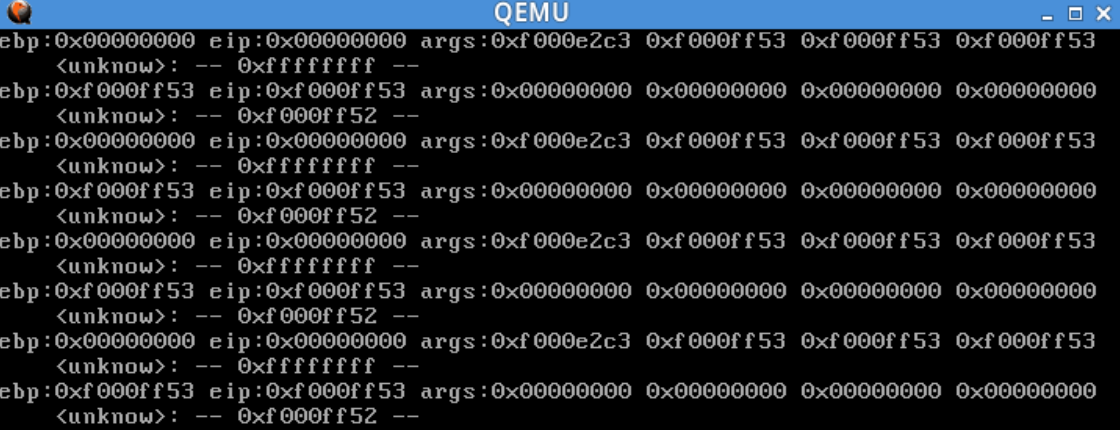 QEMU
ebp:0x00000000 eip:0x00000000 args:0xf000e2c3 0xf000ff53 0xf000ff53 0xf000ff53
    <unknow>: -- 0xffffffff --
ebp:0xf000ff53 eip:0xf000ff53 args:0x00000000 0x00000000 0x00000000 0x00000000
    <unknow>: -- 0xf000ff52 --
ebp:0x00000000 eip:0x00000000 args:0xf000e2c3 0xf000ff53 0xf000ff53 0xf000ff53
    <unknow>: -- 0xffffffff --
ebp:0xf000ff53 eip:0xf000ff53 args:0x00000000 0x00000000 0x00000000 0x00000000
    <unknow>: -- 0xf000ff52 --
ebp:0x00000000 eip:0x00000000 args:0xf000e2c3 0xf000ff53 0xf000ff53 0xf000ff53
    <unknow>: -- 0xffffffff --
ebp:0xf000ff53 eip:0xf000ff53 args:0x00000000 0x00000000 0x00000000 0x00000000
    <unknow>: -- 0xf000ff52 --
ebp:0x00000000 eip:0x00000000 args:0xf000e2c3 0xf000ff53 0xf000ff53 0xf000ff53
    <unknow>: -- 0xffffffff --
ebp:0xf000ff53 eip:0xf000ff53 args:0x00000000 0x00000000 0x00000000 0x00000000
    <unknow>: -- 0xf000ff52 --